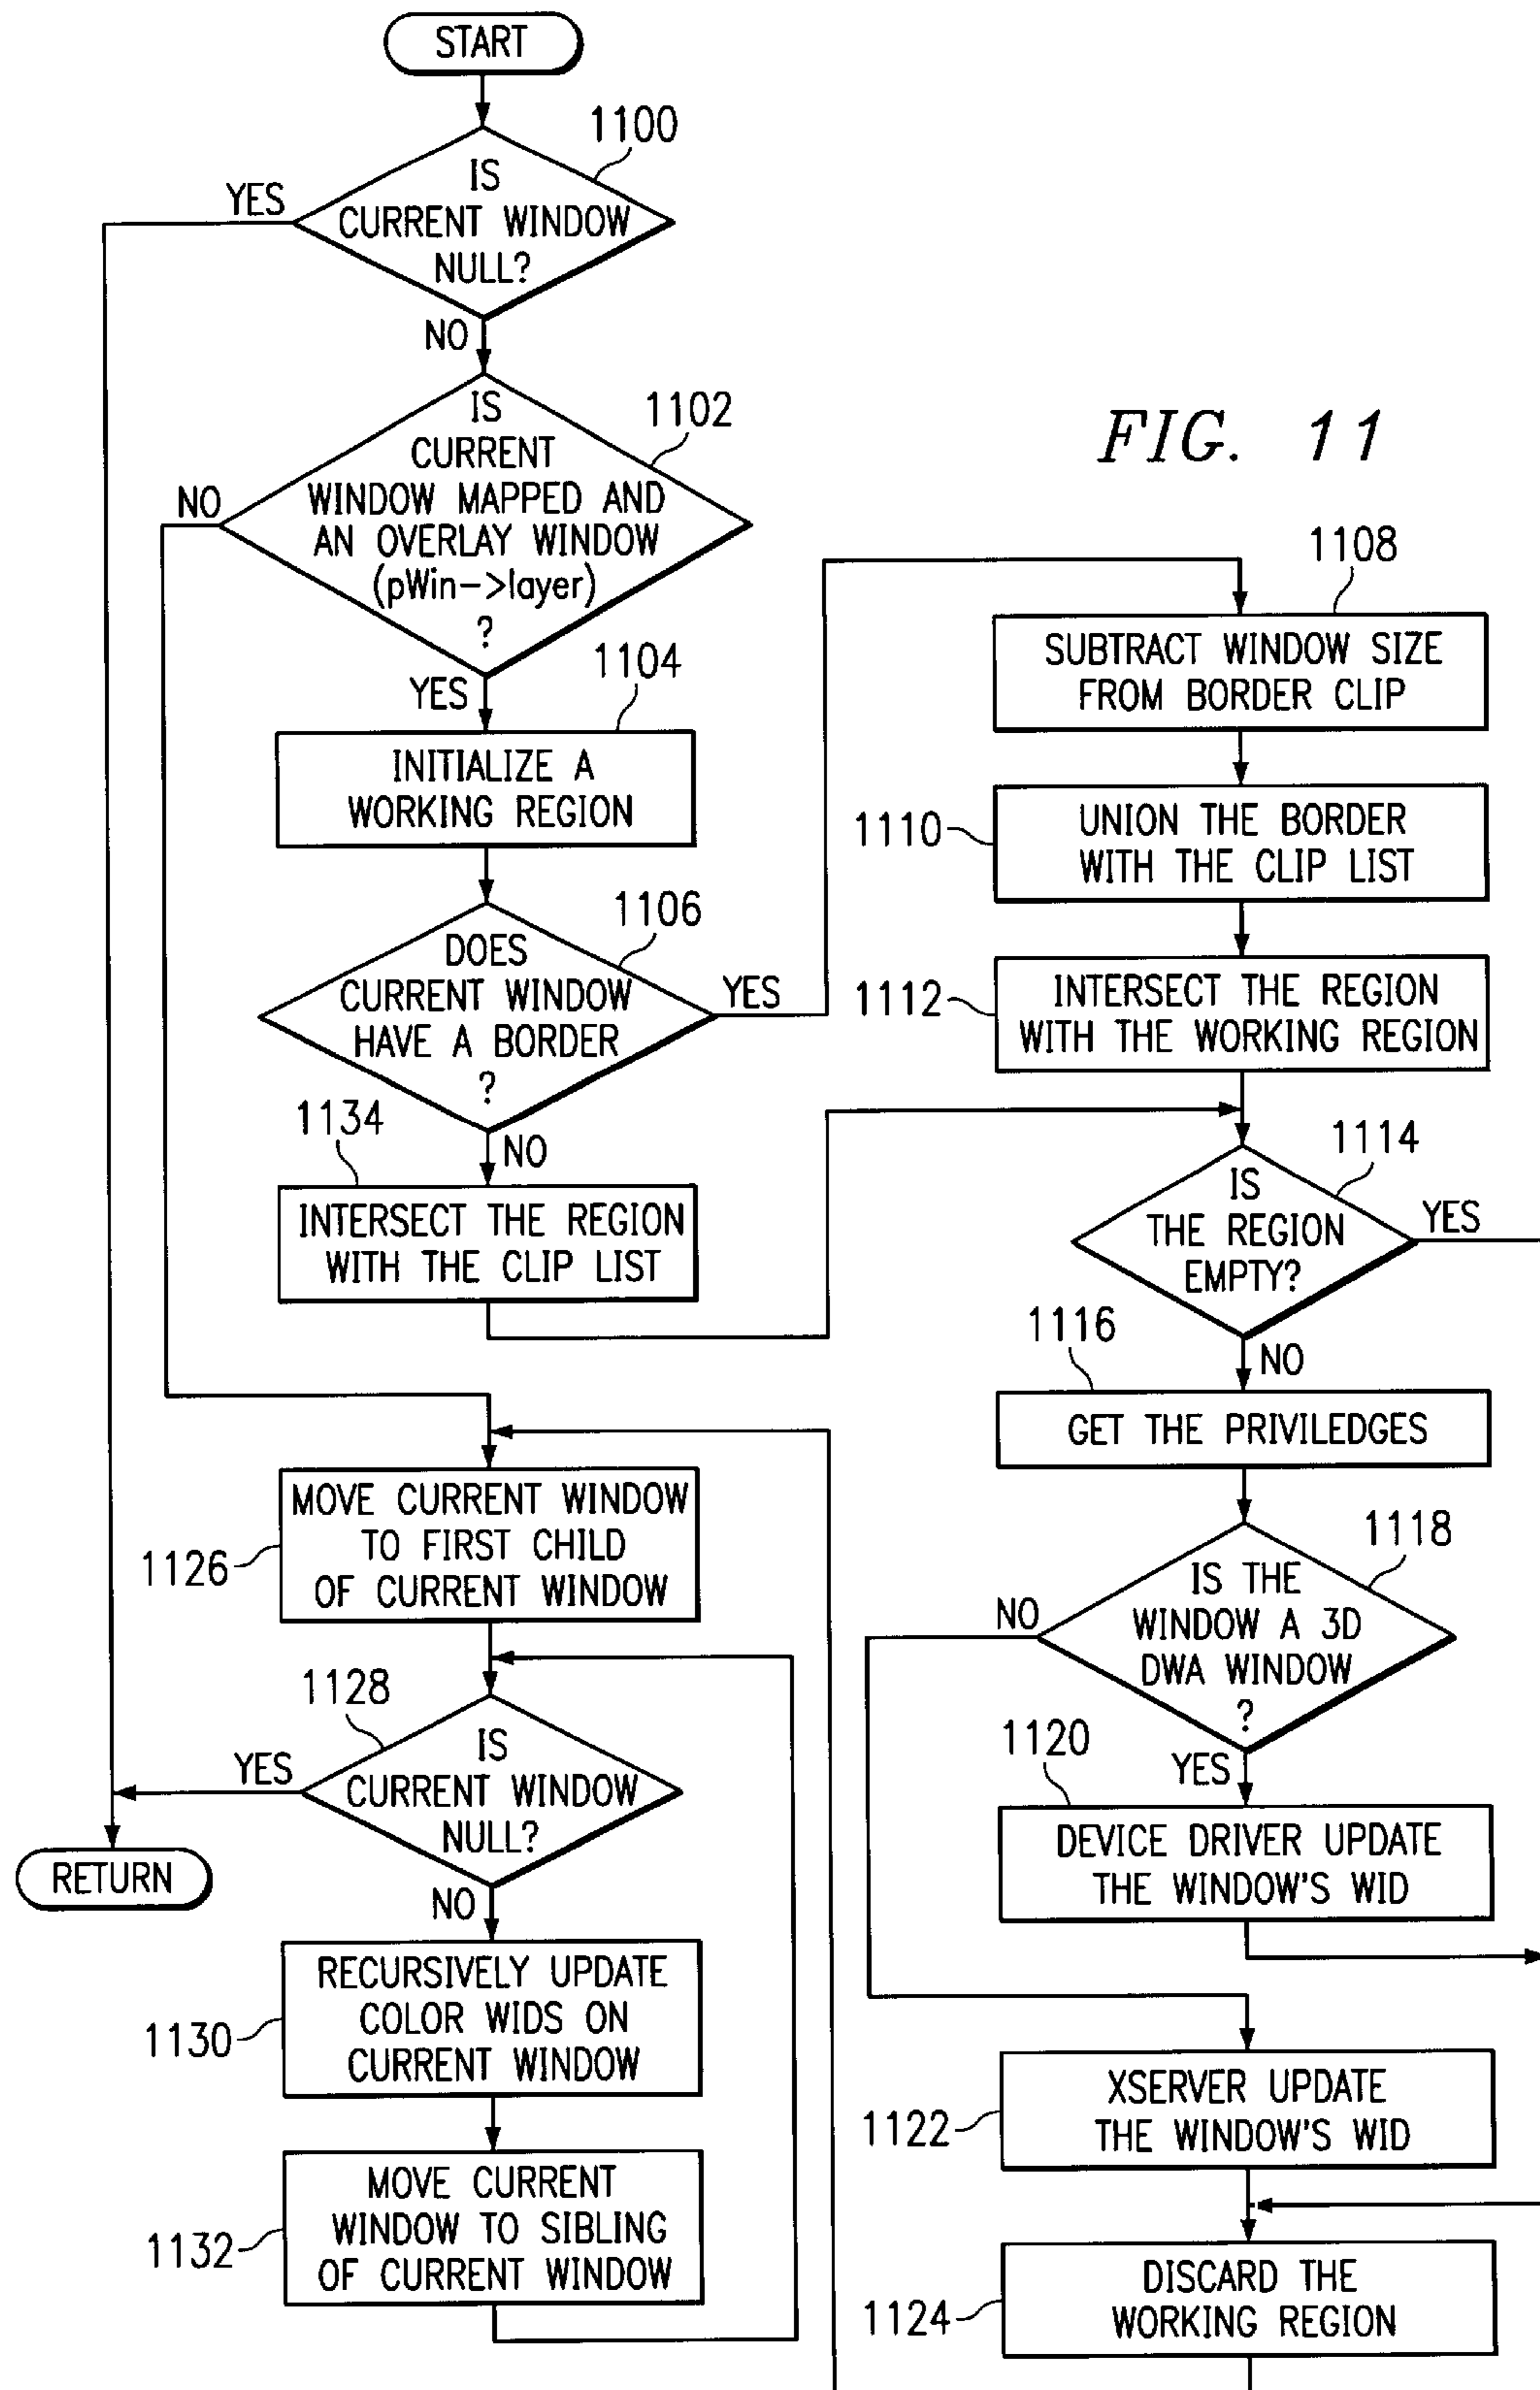 START
1100
IS
CURRENT WINDOW
NULL?
YES
NO
1102
IS
CURRENT
WINDOW MAPPED AND
AN OVERLAY WINDOW
(pWin->layer)
?
NO
YES
FIG. 11
1104
INITIALIZE A
WORKING REGION
1106
DOES
CURRENT WINDOW
HAVE A BORDER
?
YES
NO
1134
INTERSECT THE REGION
WITH THE CLIP LIST
1108
SUBTRACT WINDOW SIZE
FROM BORDER CLIP
1110
UNION THE BORDER
WITH THE CLIP LIST
1112
INTERSECT THE REGION
WITH THE WORKING REGION
1114
IS
THE REGION
EMPTY?
YES
NO
1116
GET THE PRIVILEDGES
1118
IS THE
WINDOW A 3D
DWA WINDOW
?
NO
YES
1120
DEVICE DRIVER UPDATE
THE WINDOW'S WID
1122
XSERVER UPDATE
THE WINDOW'S WID
1124
DISCARD THE
WORKING REGION
1126
MOVE CURRENT WINDOW
TO FIRST CHILD
OF CURRENT WINDOW
1128
IS
CURRENT WINDOW
NULL?
YES
NO
RETURN
1130
RECURSIVELY UPDATE
COLOR WIDS ON
CURRENT WINDOW
1132
MOVE CURRENT
WINDOW TO SIBLING
OF CURRENT WINDOW